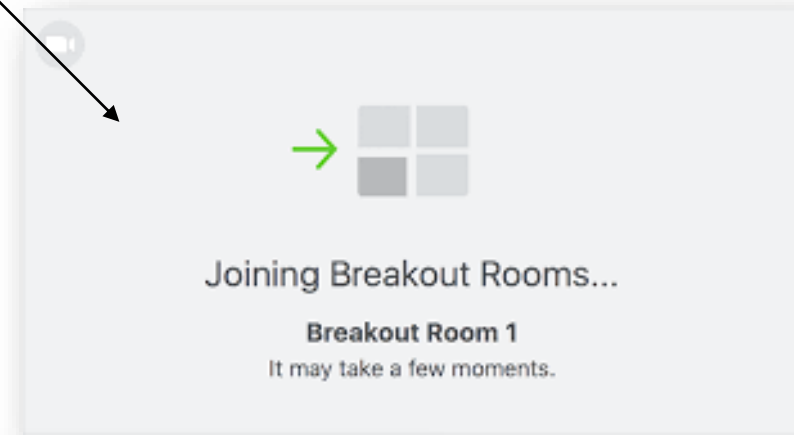 Joining Breakout Rooms...
Breakout Room 1
It may take a few moments.